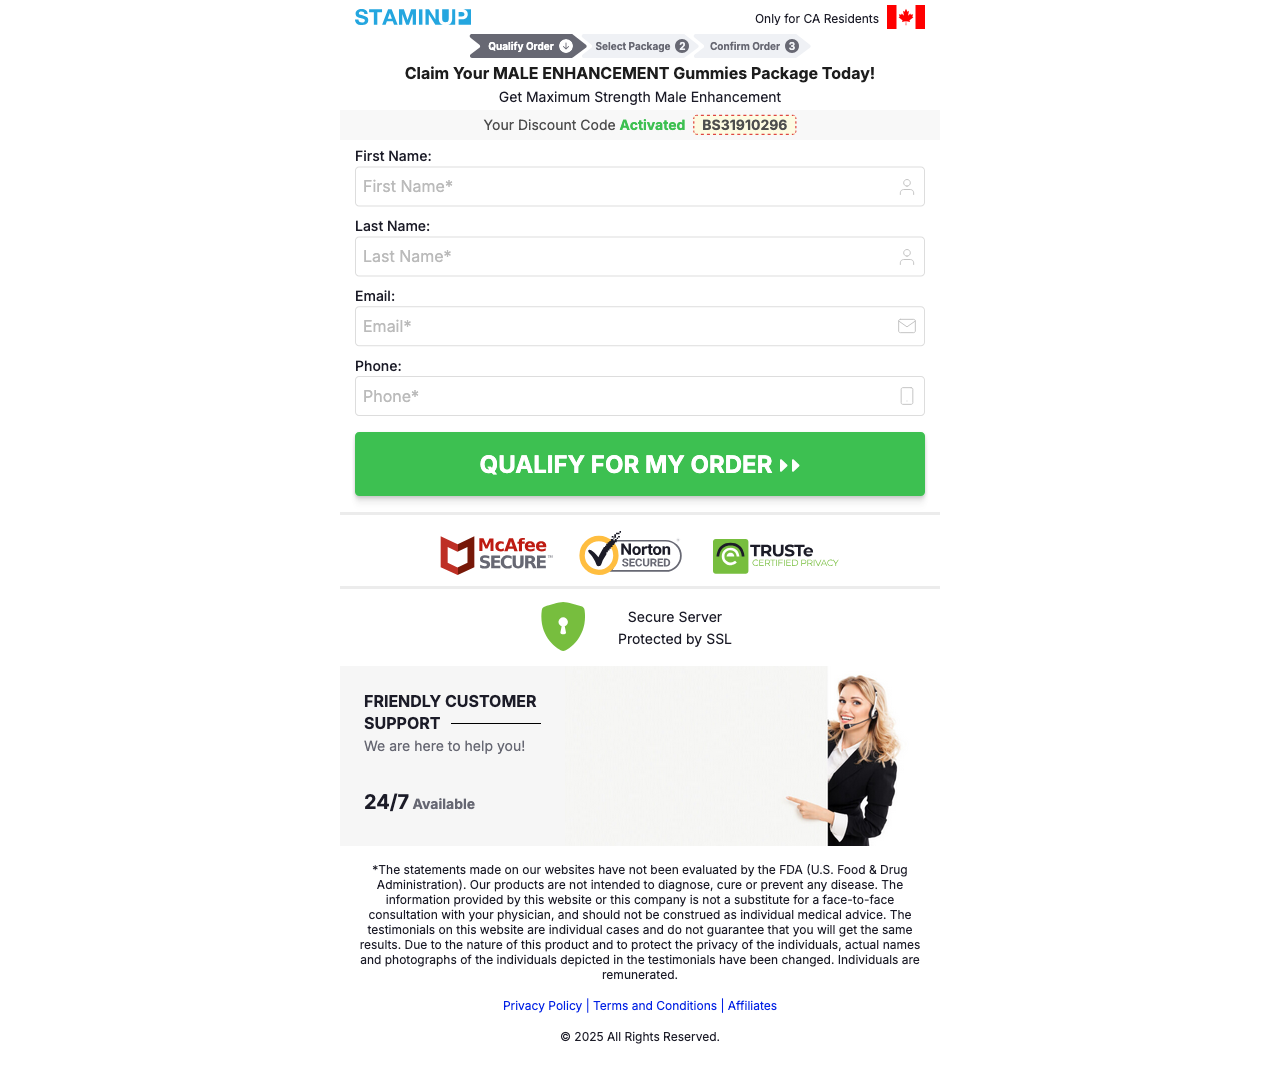 STAMINUP
Only for CA Residents
Qualify Order
Select Package 2
Confirm Order 3
Claim Your MALE ENHANCEMENT Gummies Package Today!
Get Maximum Strength Male Enhancement
Your Discount Code Activated BS31910296
First Name:
First Name*
Last Name:
Last Name*
Email:
Email*
Phone:
Phone*
QUALIFY FOR MY ORDER
McAfee
SECURE™
Norton
SECURED
TRUSTe
CERTIFIED PRIVACY
Secure Server
Protected by SSL
FRIENDLY CUSTOMER
SUPPORT
We are here to help you!
24/7 Available
*The statements made on our websites have not been evaluated by the FDA (U.S. Food & Drug
Administration). Our products are not intended to diagnose, cure or prevent any disease. The
information provided by this website or this company is not a substitute for a face-to-face
consultation with your physician, and should not be construed as individual medical advice. The
testimonials on this website are individual cases and do not guarantee that you will get the same
results. Due to the nature of this product and to protect the privacy of the individuals, actual names
and photographs of the individuals depicted in the testimonials have been changed. Individuals are
remunerated.
Privacy Policy | Terms and Conditions | Affiliates
© 2025 All Rights Reserved.